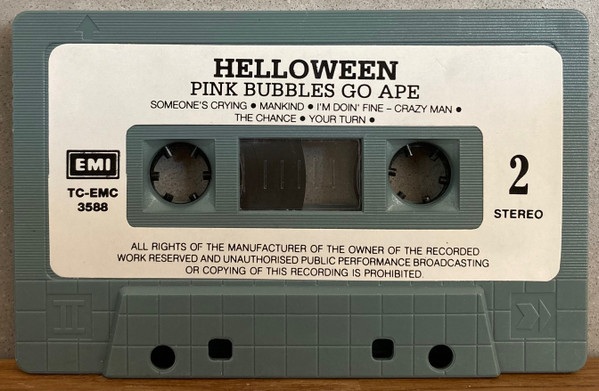 HELLOWEEN
PINK BUBBLES GO APE
SOMEONE'S CRYING ● MANKIND ● I'M DOIN' FINE – CRAZY MAN ●
THE CHANCE ● YOUR TURN ●
EMI
TC-EMC
3588
2
STEREO
ALL RIGHTS OF THE MANUFACTURER OF THE OWNER OF THE RECORDED
WORK RESERVED AND UNAUTHORISED PUBLIC PERFORMANCE BROADCASTING
OR COPYING OF THIS RECORDING IS PROHIBITED.